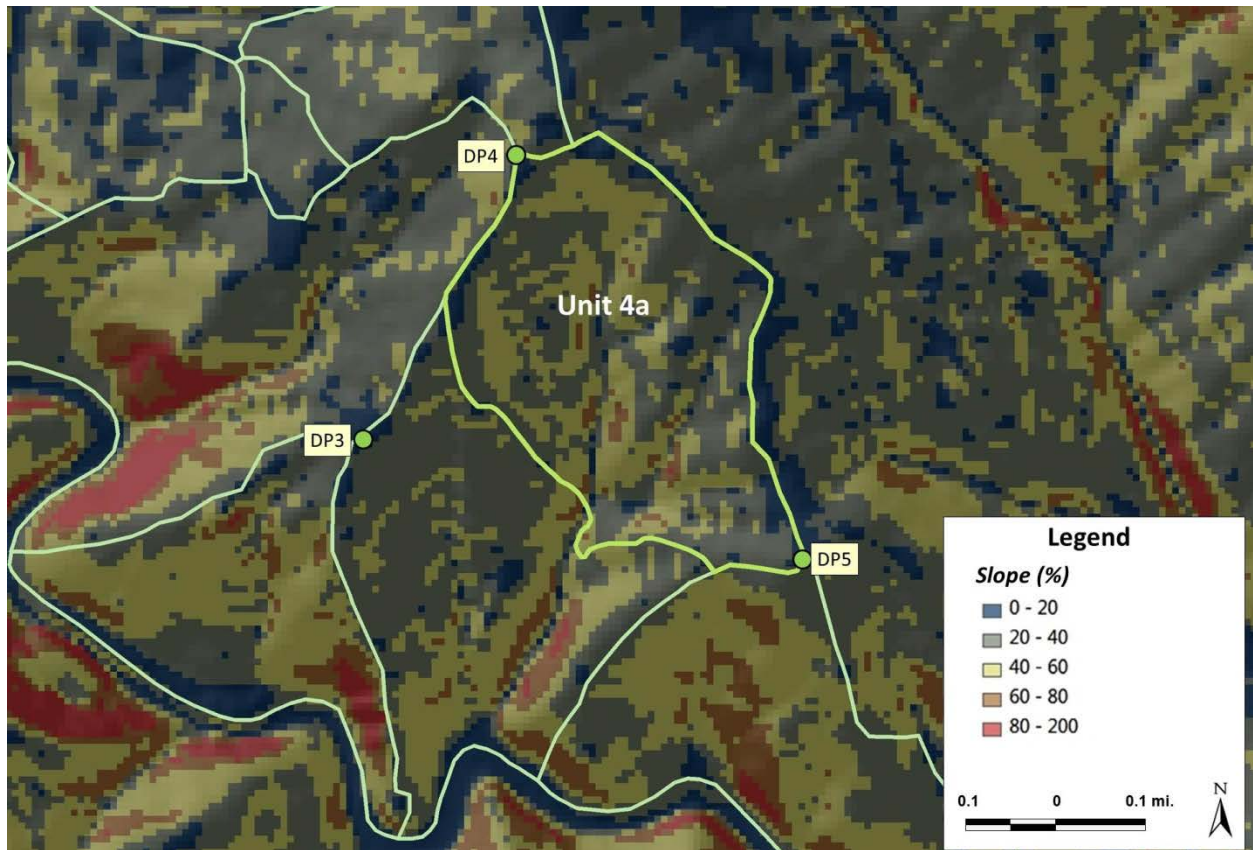 DP4
Unit 4a
DP3
DP5
Legend
Slope (%)
0 - 20
20 - 40
40 - 60
60 - 80
80 - 200
0.1 0 0.1 mi.
N